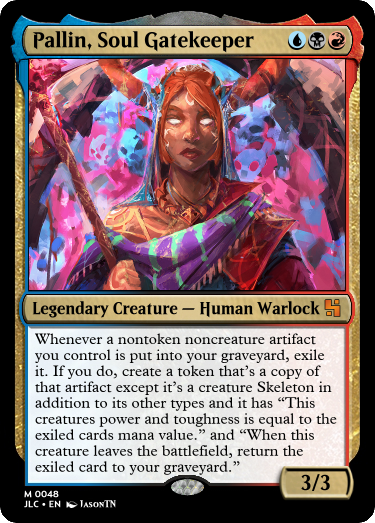 Pallin, Soul Gatekeeper
Legendary Creature — Human Warlock
Whenever a nontoken noncreature artifact
you control is put into your graveyard, exile
it. If you do, create a token that's a copy of
that artifact except it's a creature Skeleton in
addition to its other types and it has “This
creatures power and toughness is equal to the
exiled cards mana value.” and “When this
creature leaves the battlefield, return the
exiled card to your graveyard.”
3/3
M 0048
JLC • EN JasonTN